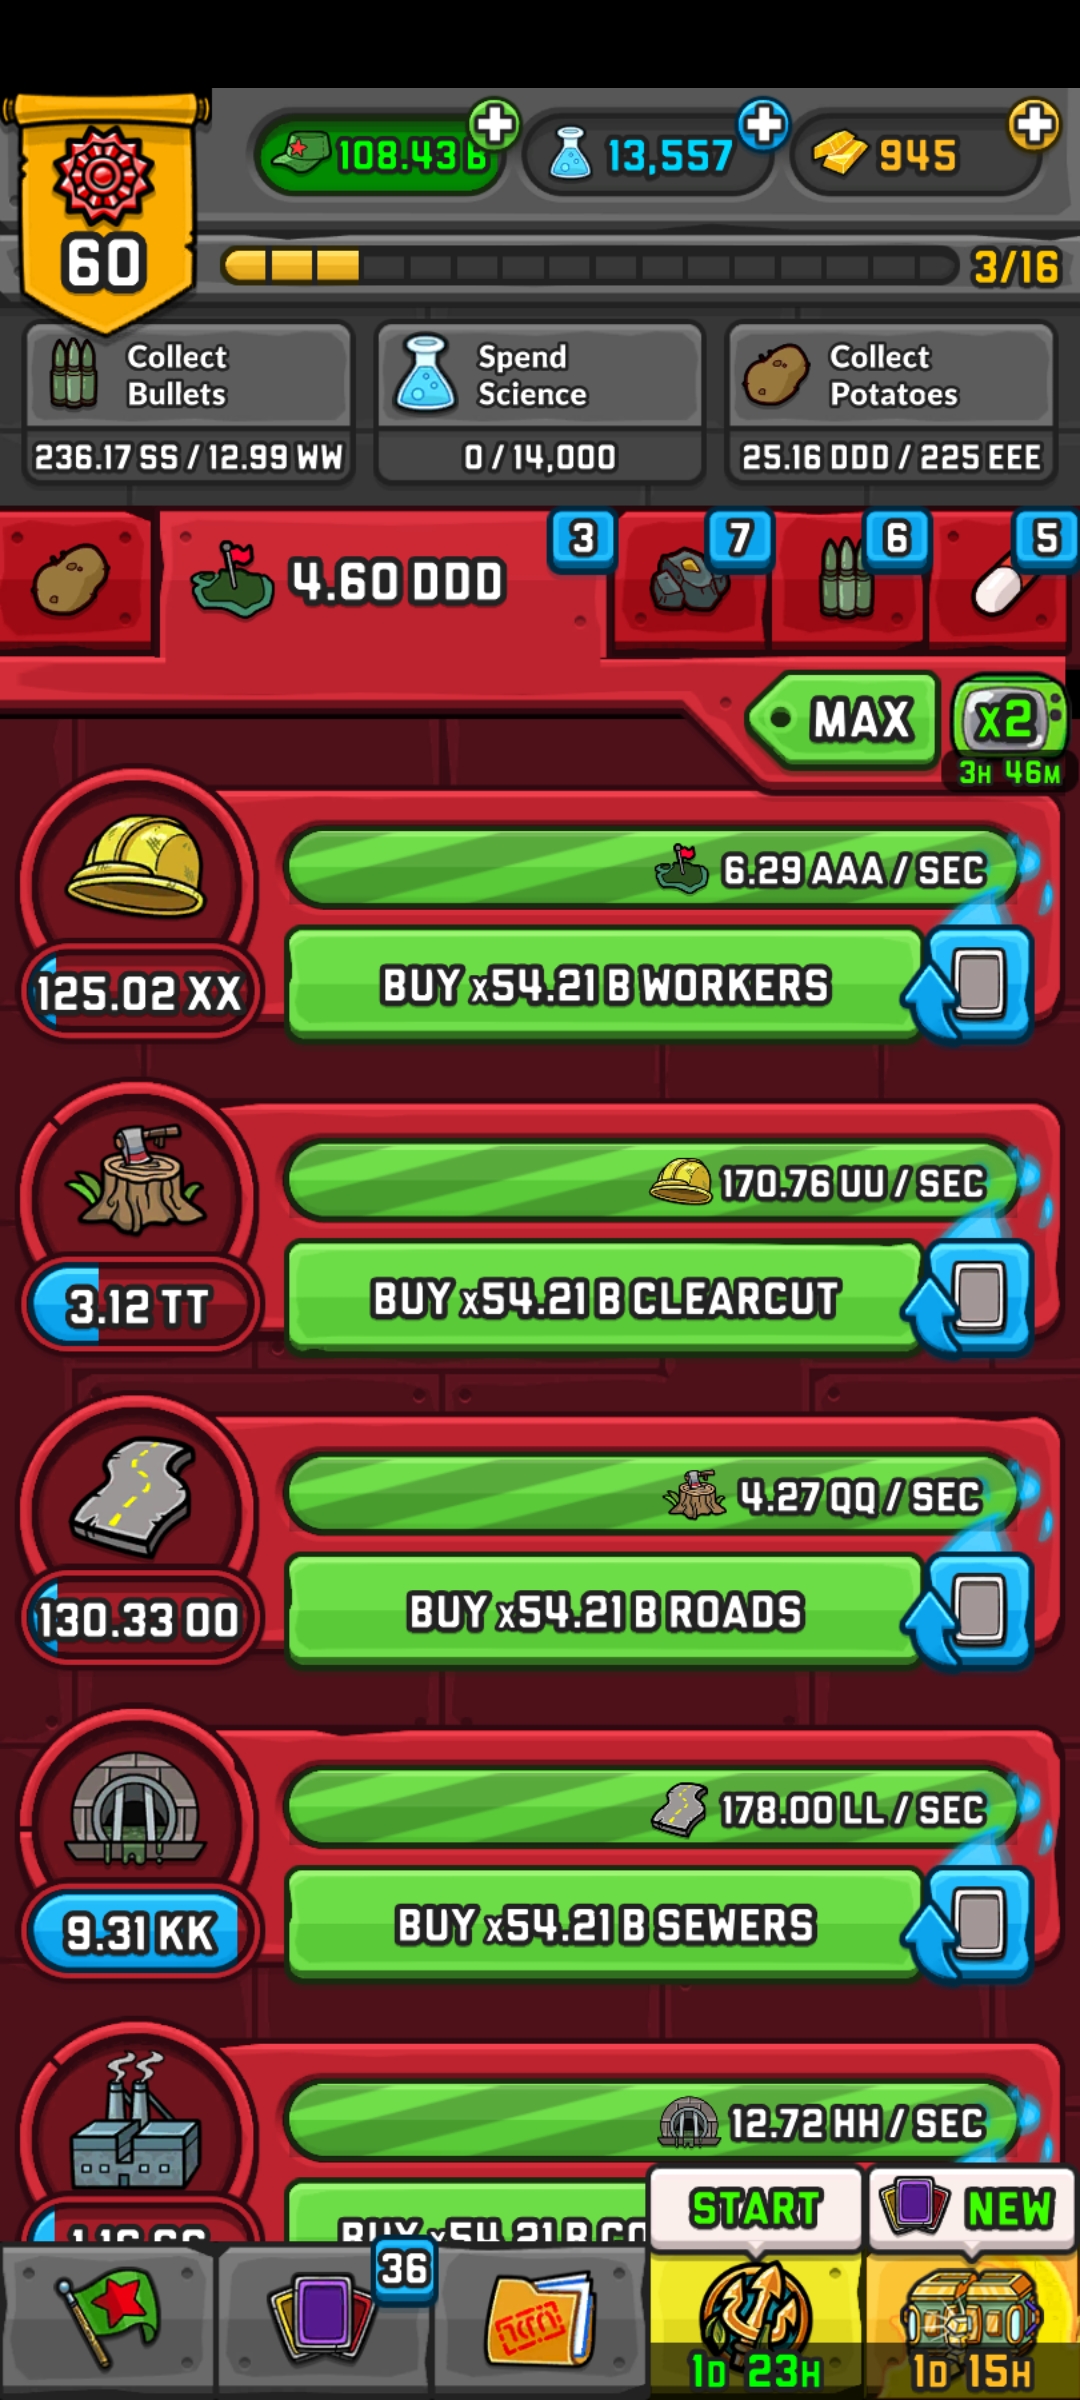 60
108.43 B
13,557
945
3/16
Collect
Bullets
236.17 SS / 12.99 WW
Spend
Science
0 / 14,000
Collect
Potatoes
25.16 DDD / 225 EEE
4.60 DDD
3
7
6
5
MAX
x2
3H 46M
6.29 AAA / SEC
125.02 XX
BUY x54.21 B WORKERS
170.76 UU / SEC
3.12 TT
BUY x54.21 B CLEARCUT
4.27 QQ / SEC
130.33 OO
BUY x54.21 B ROADS
178.00 LL / SEC
9.31 KK
BUY x54.21 B SEWERS
12.72 HH / SEC
BUY x54.21 B CO
START
NEW
36
1D 23H
1D 15H